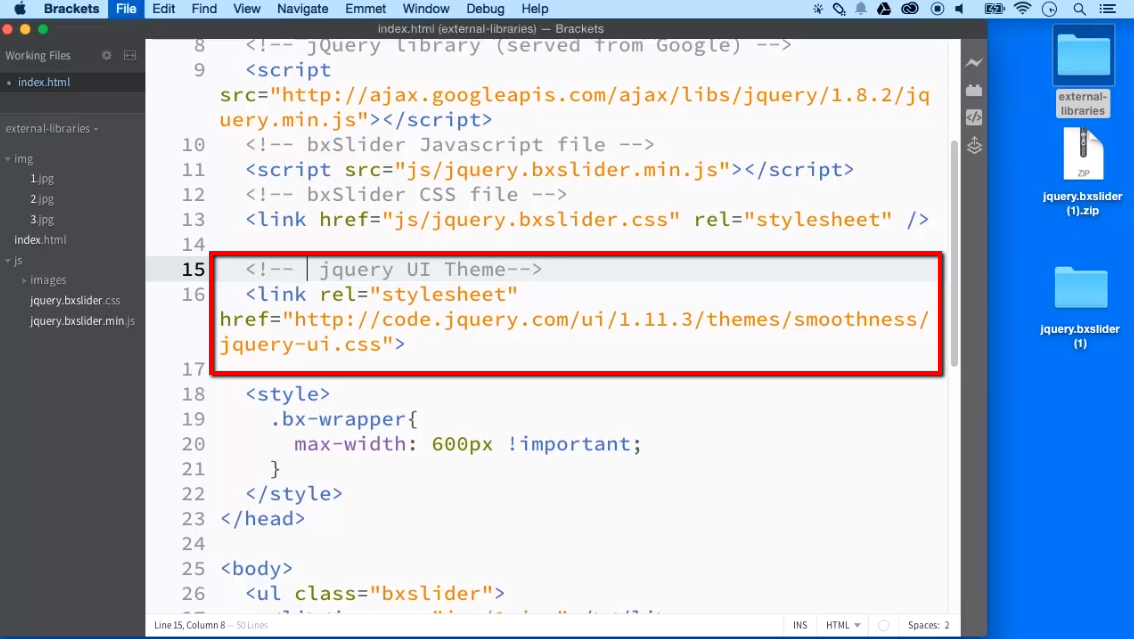 Brackets File Edit Find View Navigate Emmet Window Debug Help
index.html (external-libraries) — Brackets
Working Files
• index.html
external-libraries
img
1.jpg
2.jpg
3.jpg
index.html
js
images
jquery.bxslider.css
jquery.bxslider.min.js
8 <!-- jQuery library (served from Google) -->
9 <script
src="http://ajax.googleapis.com/ajax/libs/jquery/1.8.2/jq
uery.min.js"></script>
10 <!-- bxSlider Javascript file -->
11 <script src="js/jquery.bxslider.min.js"></script>
12 <!-- bxSlider CSS file -->
13 <link href="js/jquery.bxslider.css" rel="stylesheet" />
14
15 <!-- jquery UI Theme-->
16 <link rel="stylesheet"
href="http://code.jquery.com/ui/1.11.3/themes/smoothness/
jquery-ui.css">
17
18 <style>
19 .bx-wrapper{
20 max-width: 600px !important;
21 }
22 </style>
23 </head>
24
25 <body>
26 <ul class="bxslider">
Line 15, Column 8 — 50 Lines
INS HTML Spaces: 2
external-
libraries
ZIP
jquery.bxslider
(1).zip
jquery.bxslider
(1)